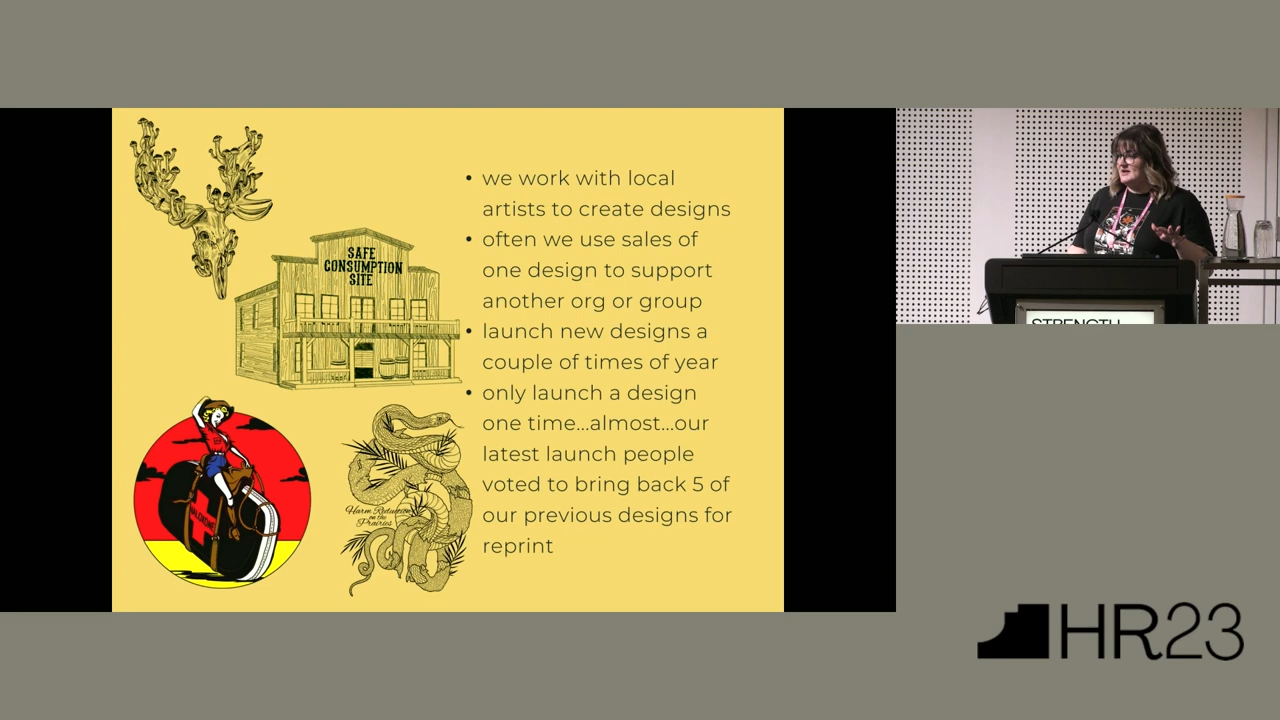 SAFE
CONSUMPTION
SITE
NALOXONE
Harm Reduction
on the
Prairies
• we work with local
artists to create designs
• often we use sales of
one design to support
another org or group
• launch new designs a
couple of times of year
• only launch a design
one time...almost...our
latest launch people
voted to bring back 5 of
our previous designs for
reprint
STRENGTH
HR23